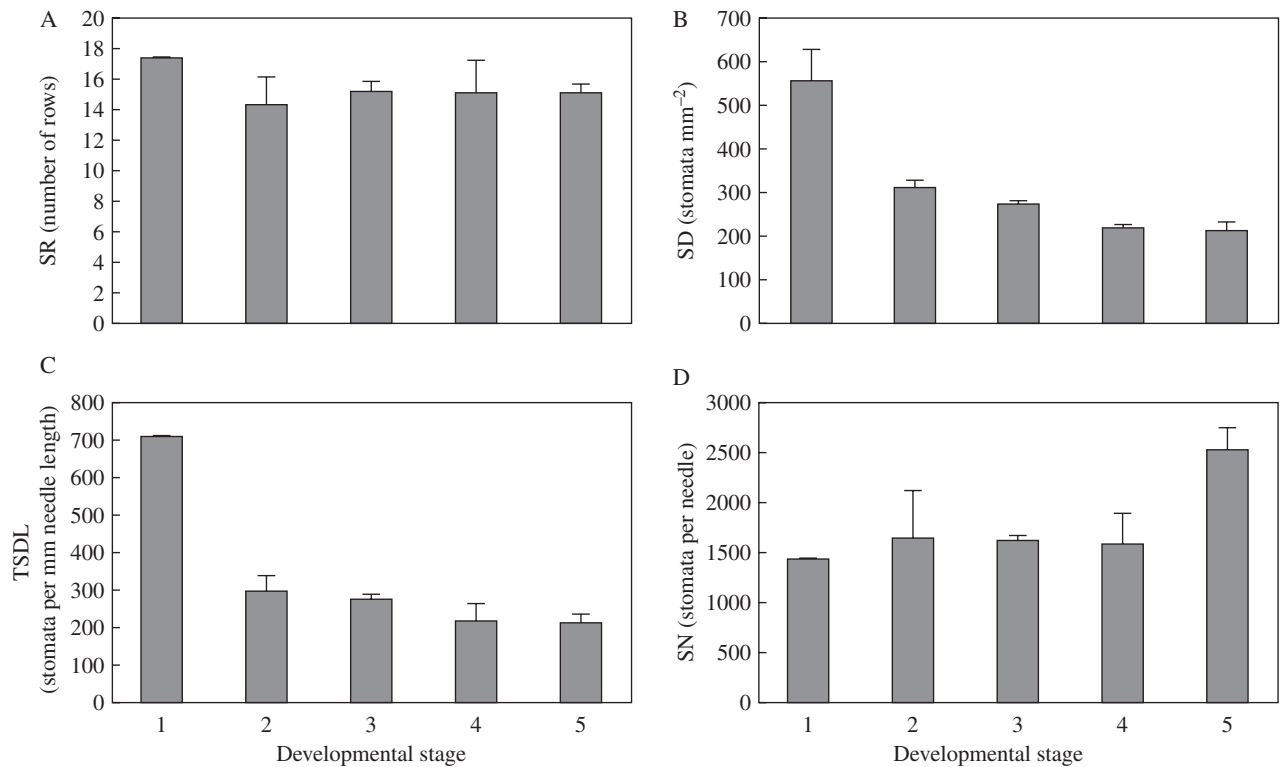 A
SR (number of rows)
20
18
16
14
12
10
8
6
4
2
0
B
SD (stomata mm⁻²)
700
600
500
400
300
200
100
0
C
TSDL
(stomata per mm needle length)
800
700
600
500
400
300
200
100
0
1 2 3 4 5
Developmental stage
D
SN (stomata per needle)
3000
2500
2000
1500
1000
500
0
1 2 3 4 5
Developmental stage